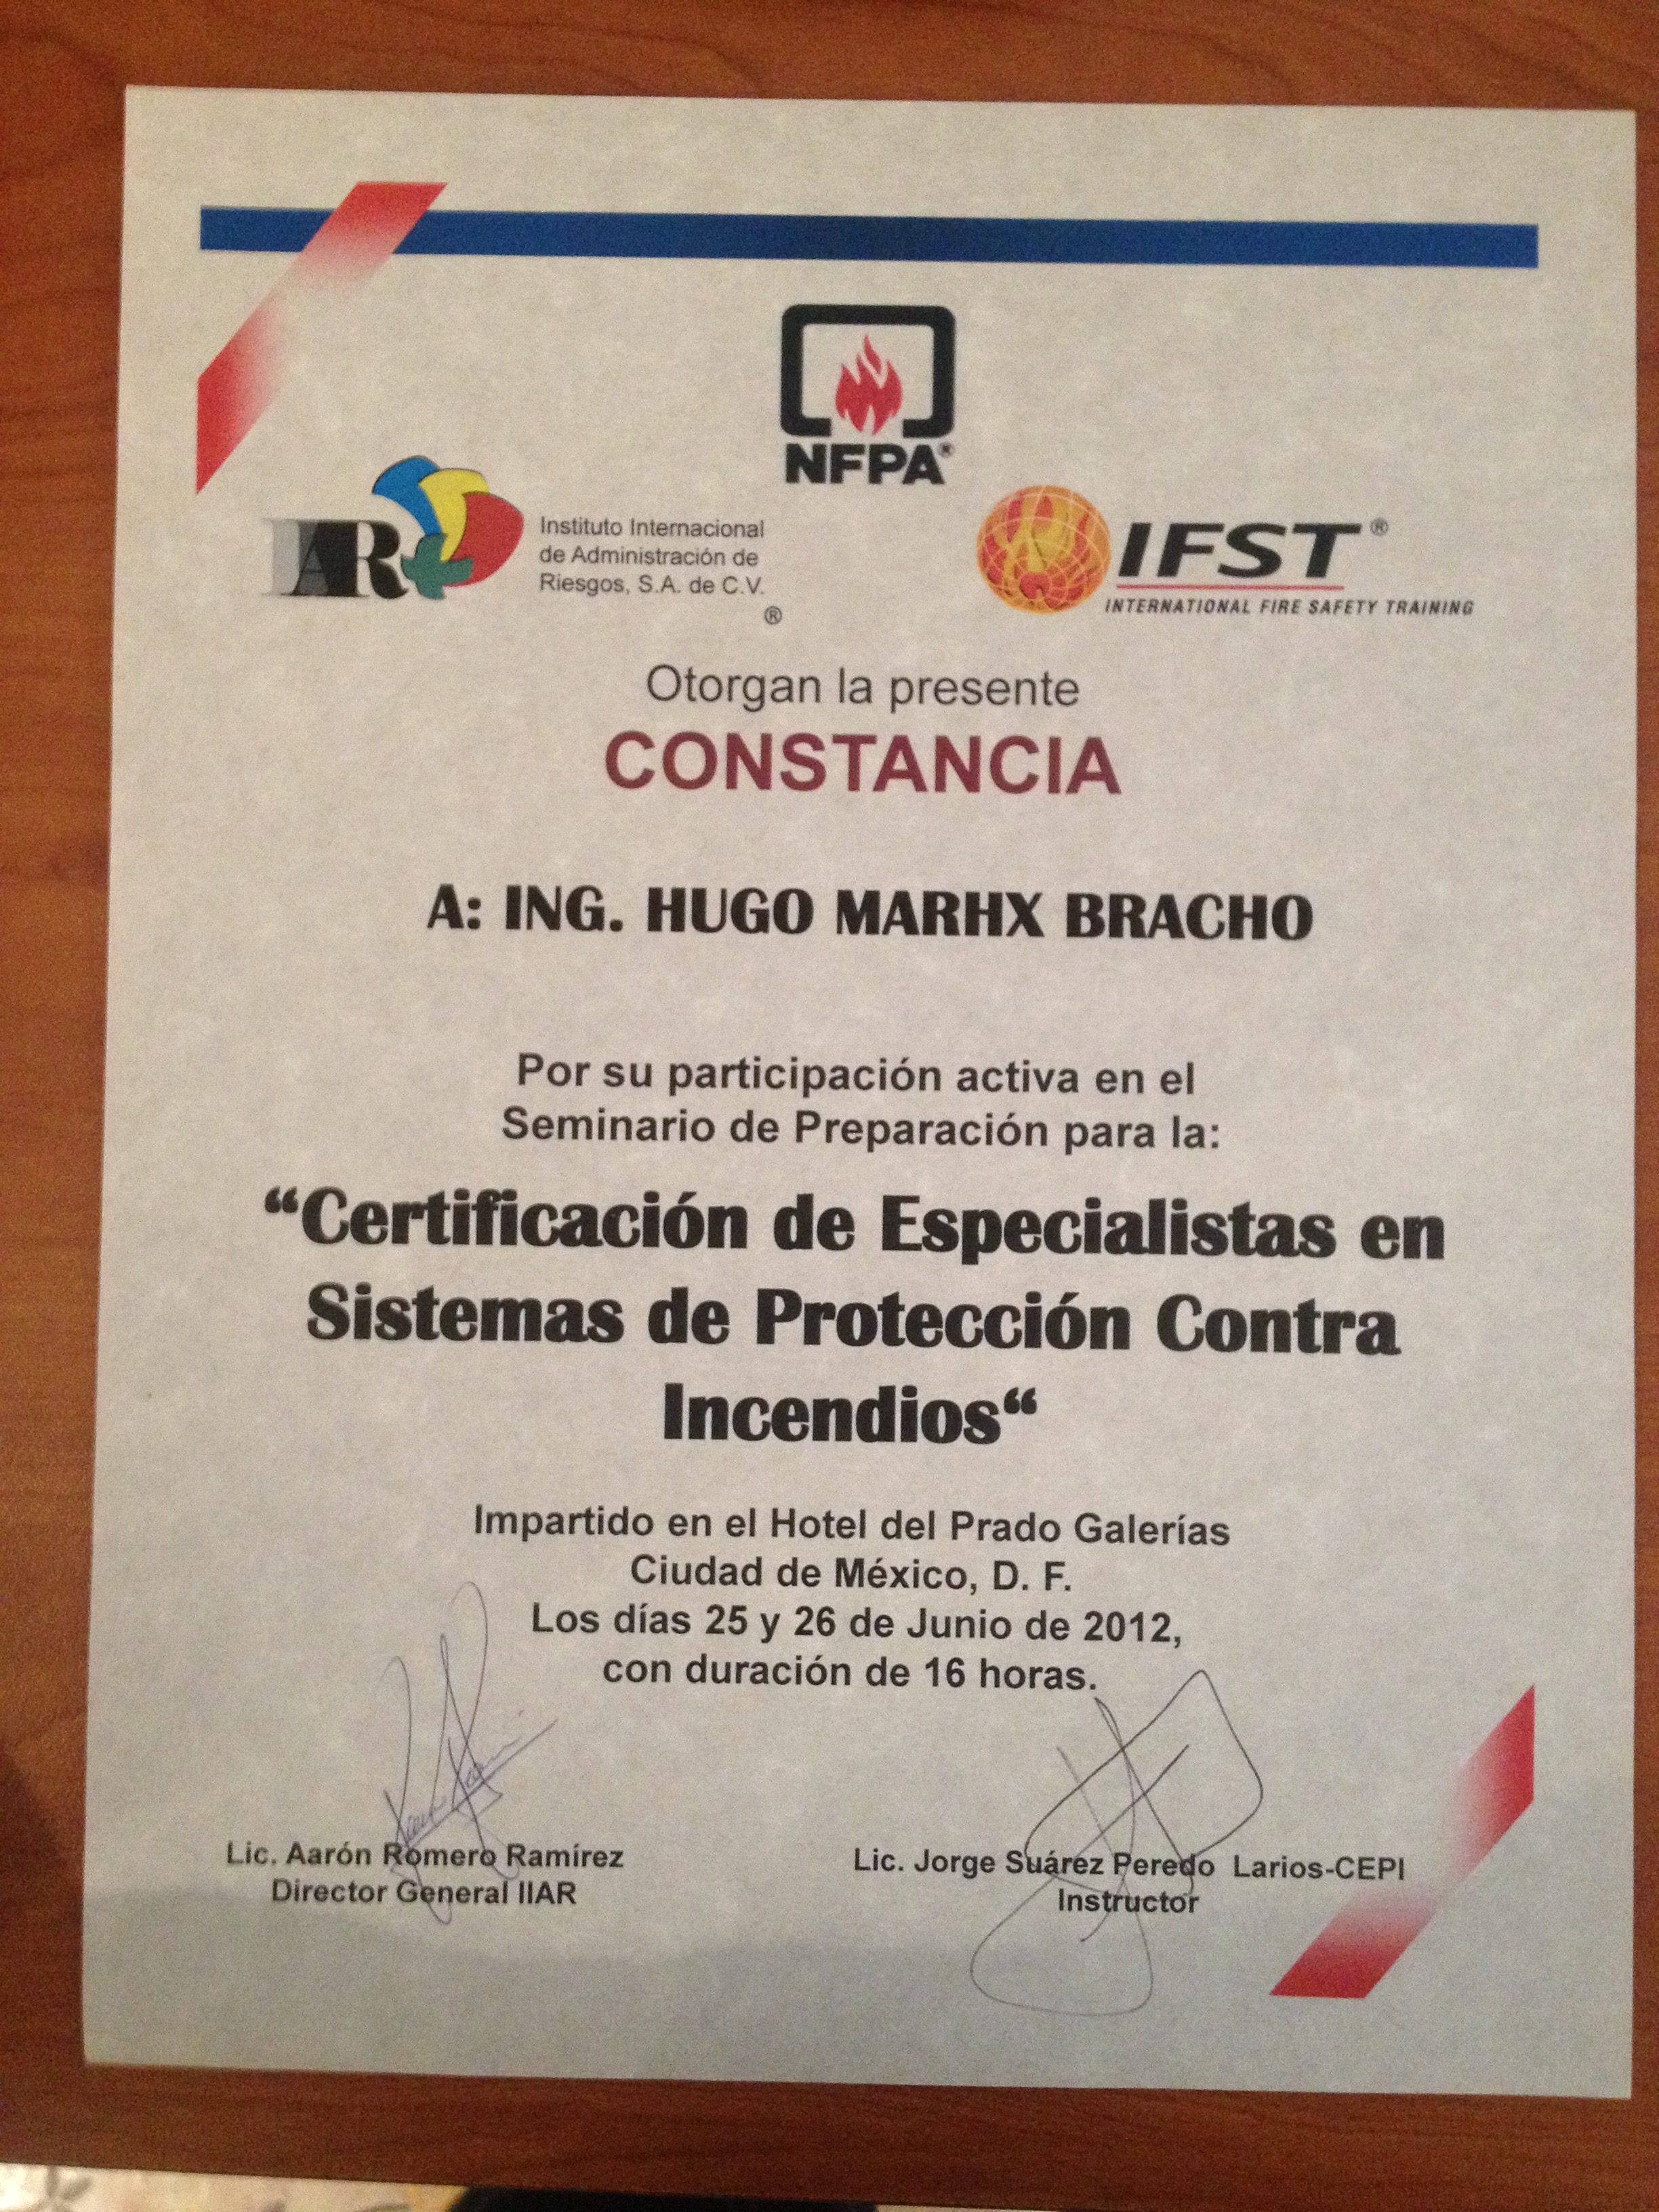 NFPA®
IIAR
Instituto Internacional
de Administración de
Riesgos, S.A. de C.V.
®
IFST®
INTERNATIONAL FIRE SAFETY TRAINING
Otorgan la presente
CONSTANCIA
A: ING. HUGO MARHX BRACHO
Por su participación activa en el
Seminario de Preparación para la:
“Certificación de Especialistas en
Sistemas de Protección Contra
Incendios“
Impartido en el Hotel del Prado Galerías
Ciudad de México, D. F.
Los días 25 y 26 de Junio de 2012,
con duración de 16 horas.
Lic. Aarón Romero Ramírez
Director General IIAR
Lic. Jorge Suárez Peredo Larios-CEPI
Instructor